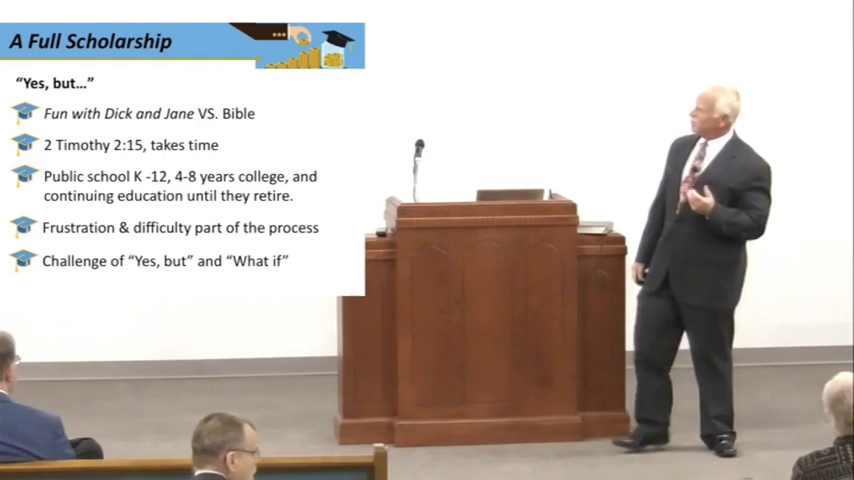 A Full Scholarship
“Yes, but...”
Fun with Dick and Jane VS. Bible
2 Timothy 2:15, takes time
Public school K -12, 4-8 years college, and
continuing education until they retire.
Frustration & difficulty part of the process
Challenge of “Yes, but” and “What if”